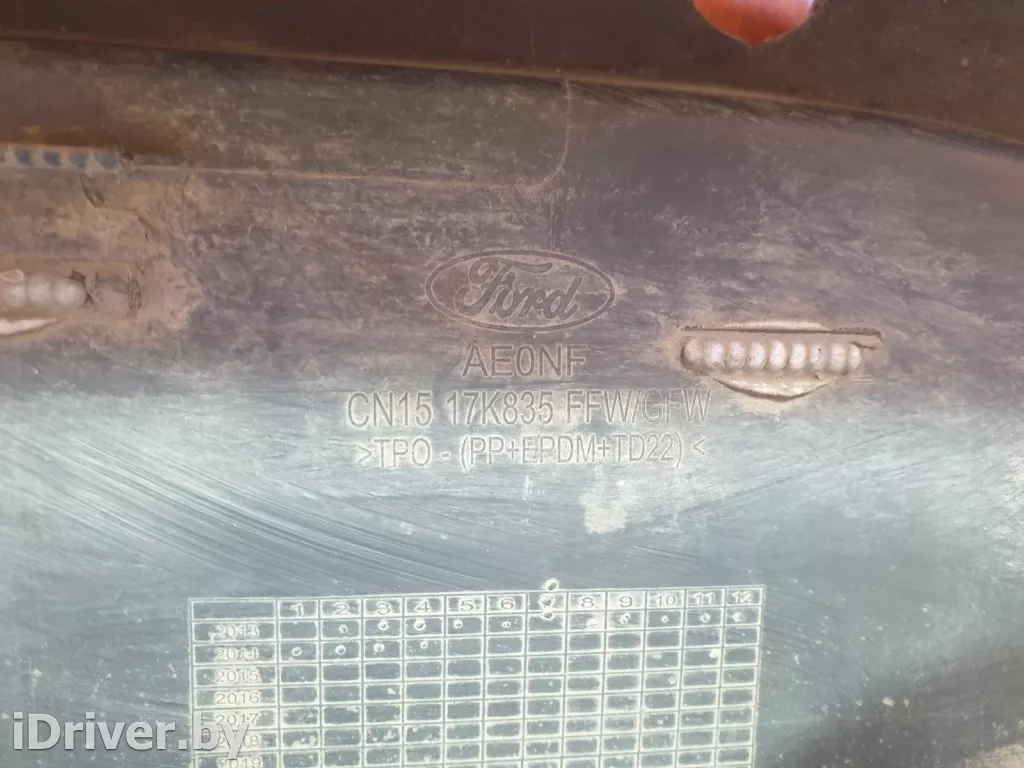 Ford
AE0NF
CN15 17K835 FFW/GFW
>TPO - (PP+EPDM+TD22)<
1 2 3 4 5 6 8 9 10 11 12
2013
2014
2015
2016
2017
2019
iDriver.by